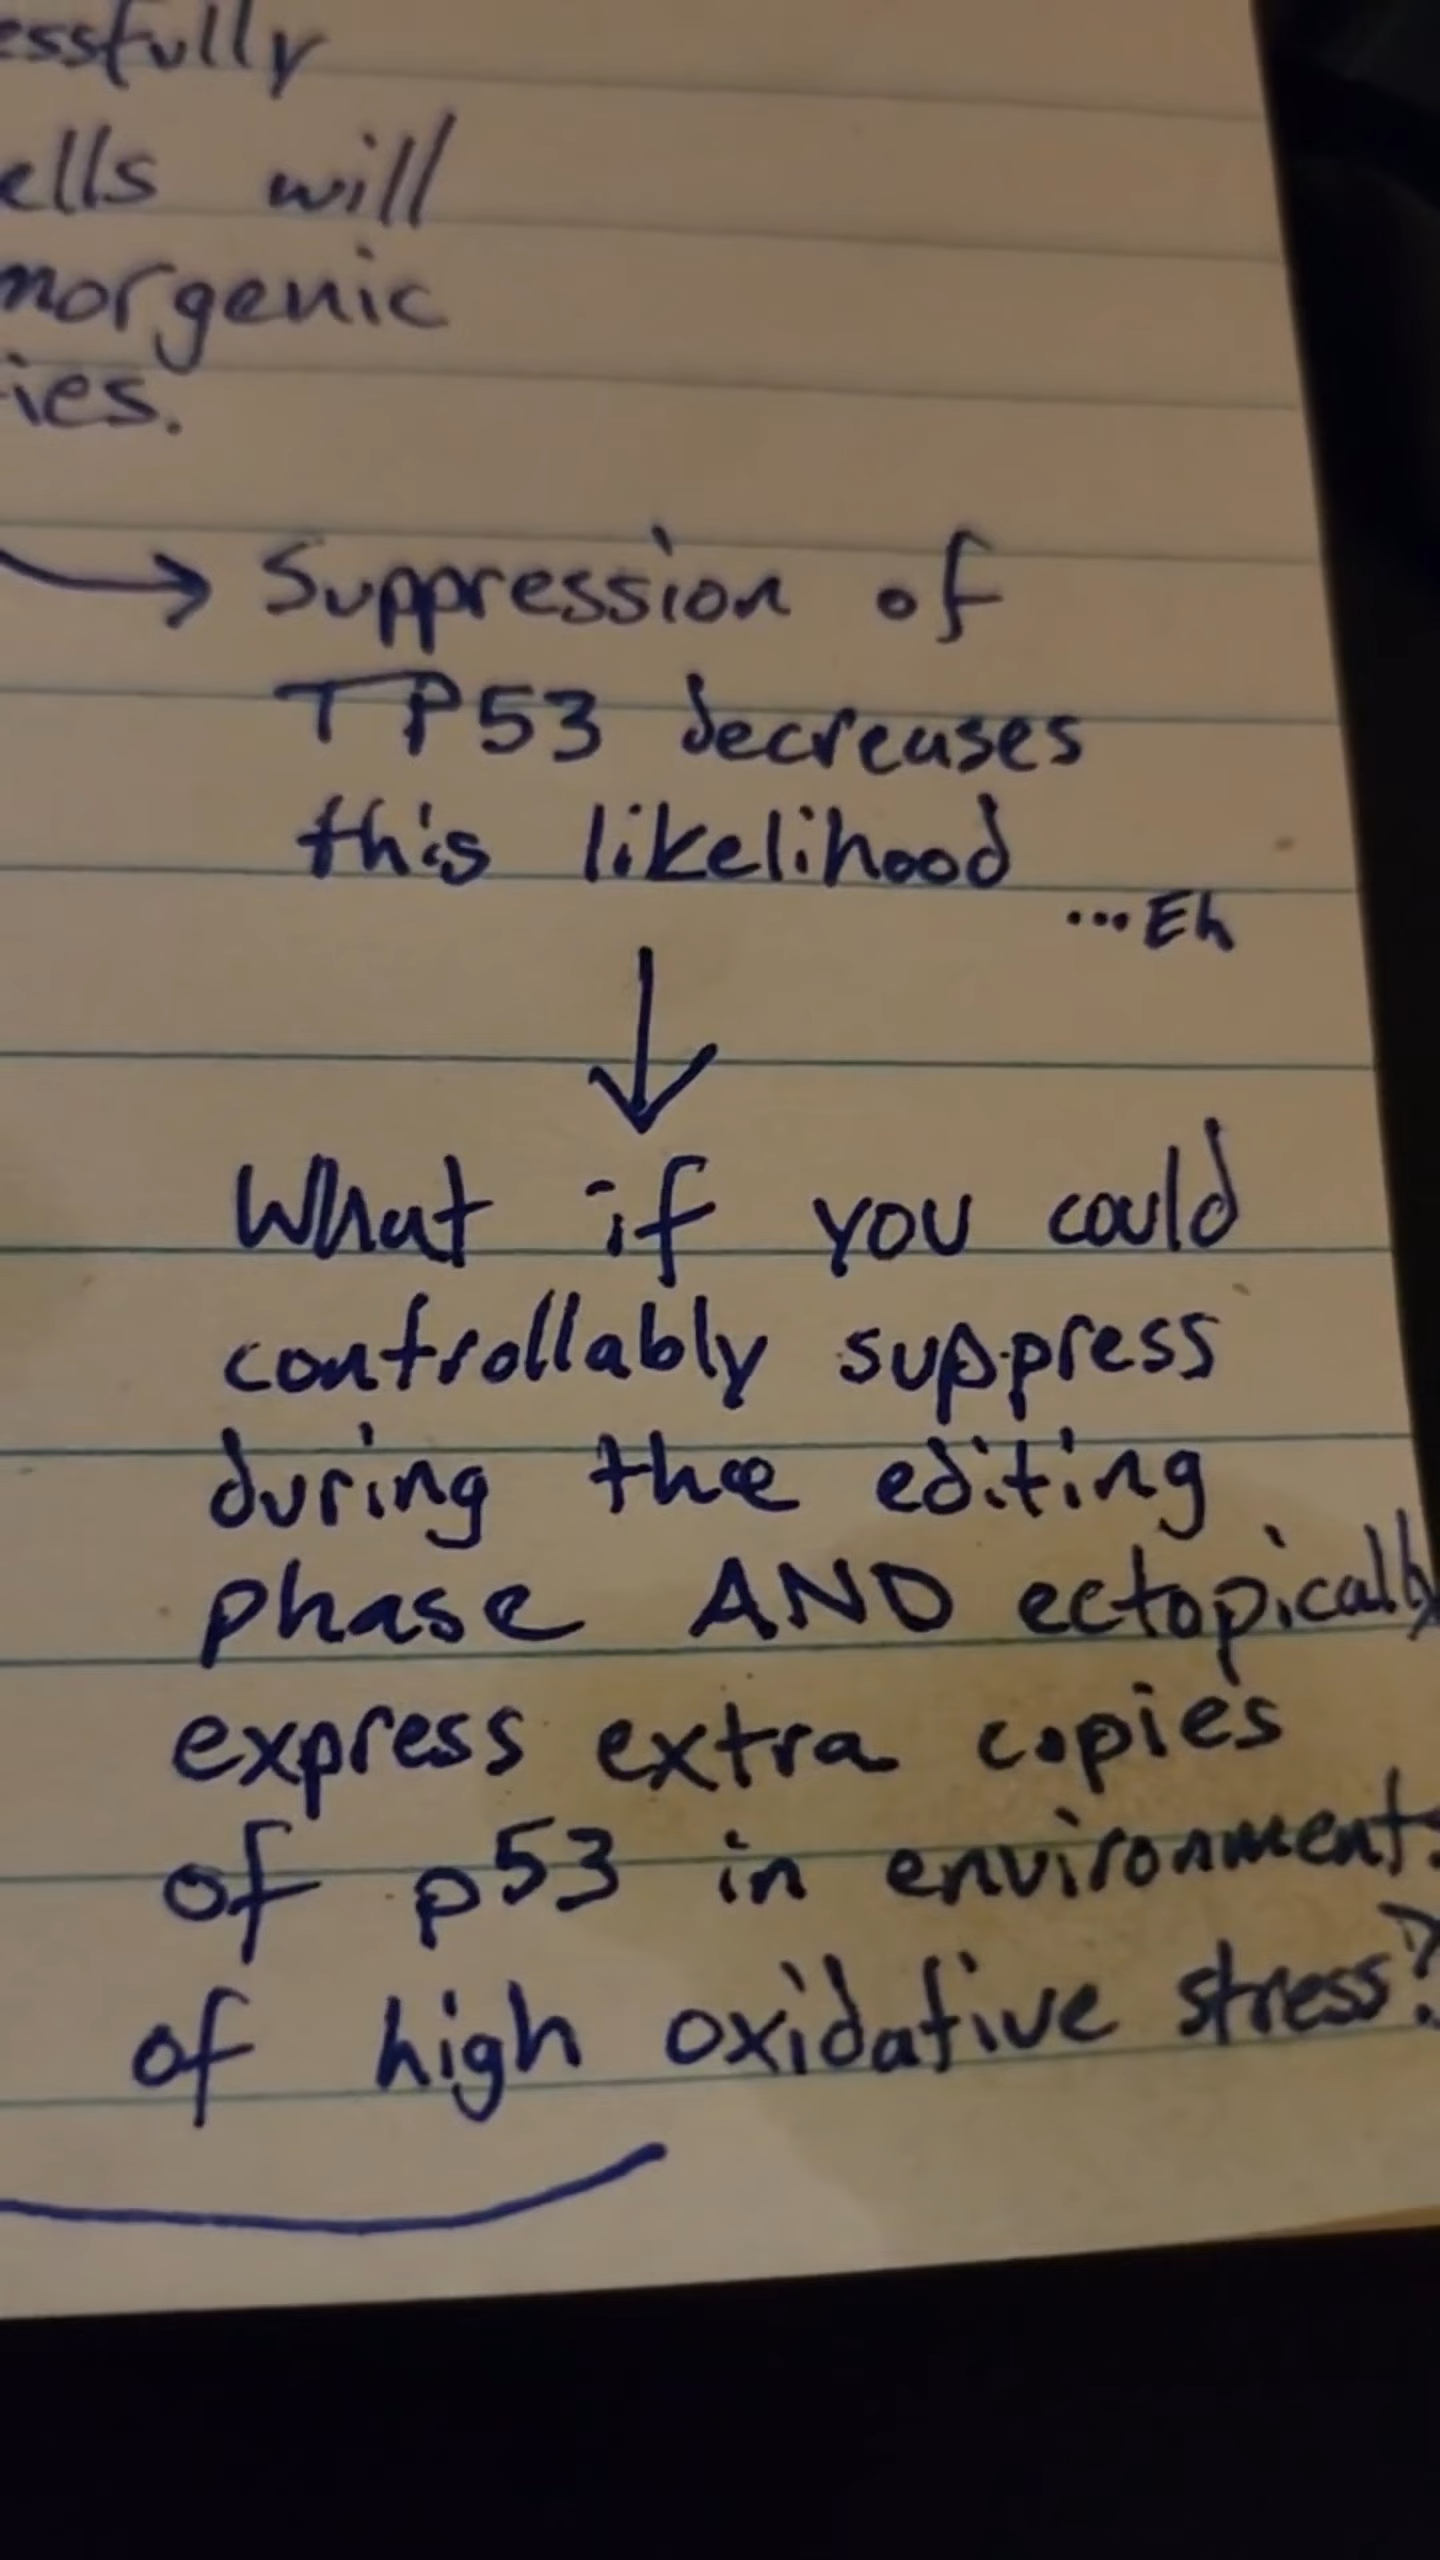 essfully
ells will
morgenic
ies.
→ Suppression of
TP53 decreases
this likelihood
... Eh
↓
What if you could
controllably suppress
during the editing
phase AND ectopically
express extra copies
of p53 in environments
of high oxidative stress?